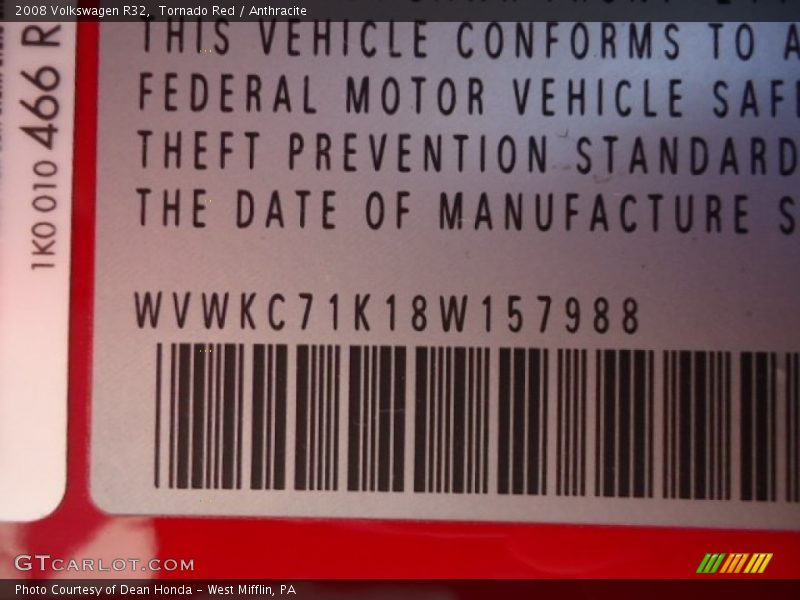 2008 Volkswagen R32, Tornado Red / Anthracite
THIS VEHICLE CONFORMS TO A
FEDERAL MOTOR VEHICLE SAF
THEFT PREVENTION STANDARD
THE DATE OF MANUFACTURE S
WVWKC71K18W157988
1K0 010 466 R
GTCARLOT.COM
Photo Courtesy of Dean Honda - West Mifflin, PA